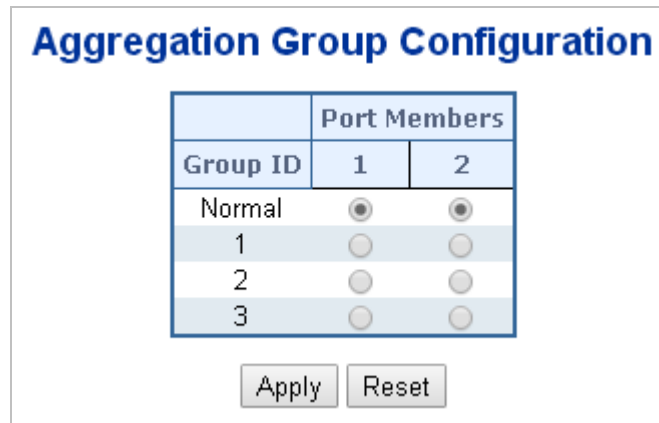 Aggregation Group Configuration
Port Members
Group ID 1 2
Normal
1
2
3
Apply Reset